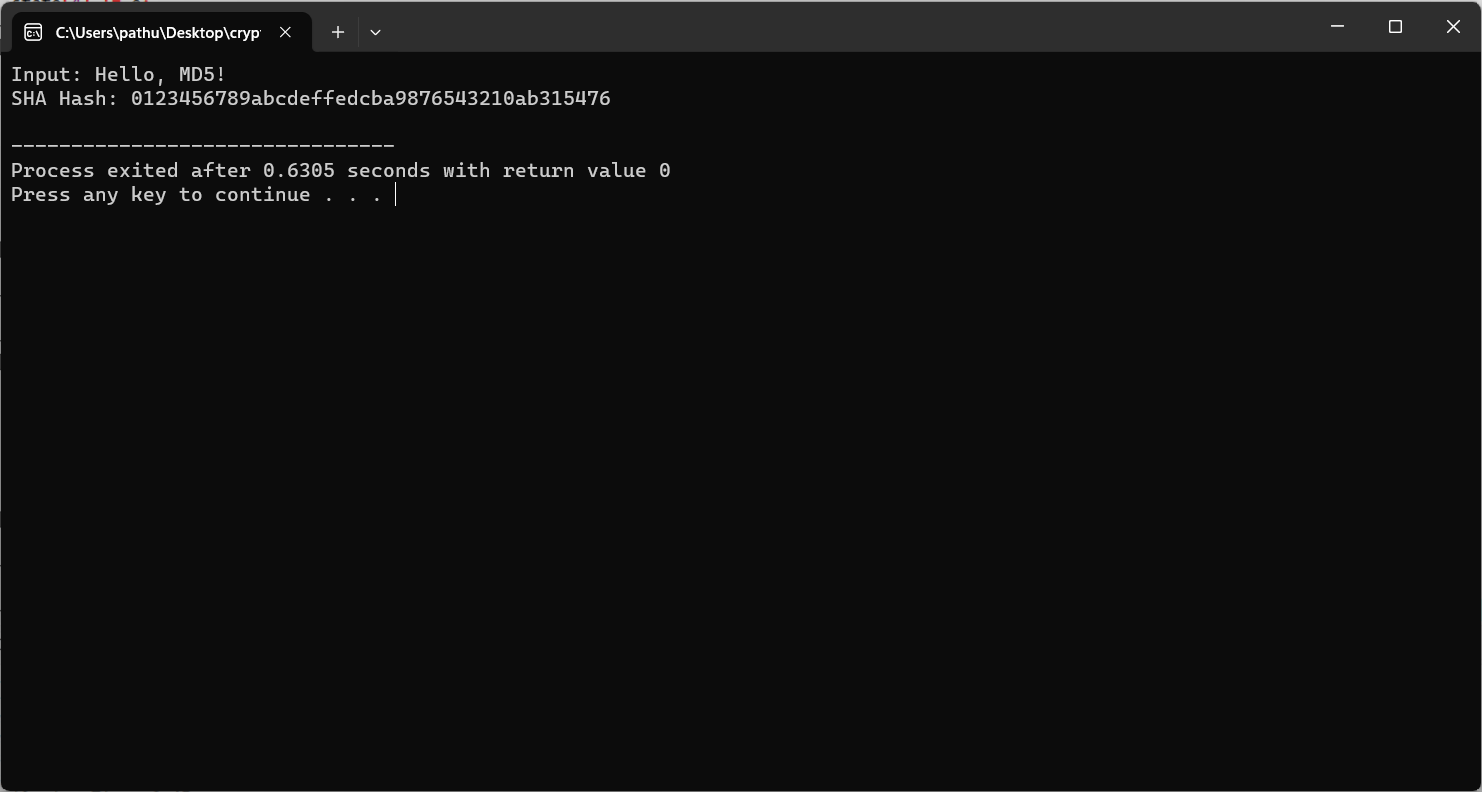 C:\Users\pathu\Desktop\cryp
Input: Hello, MD5!
SHA Hash: 0123456789abcdeffedcba9876543210ab315476
--------------------------------
Process exited after 0.6305 seconds with return value 0
Press any key to continue . . .